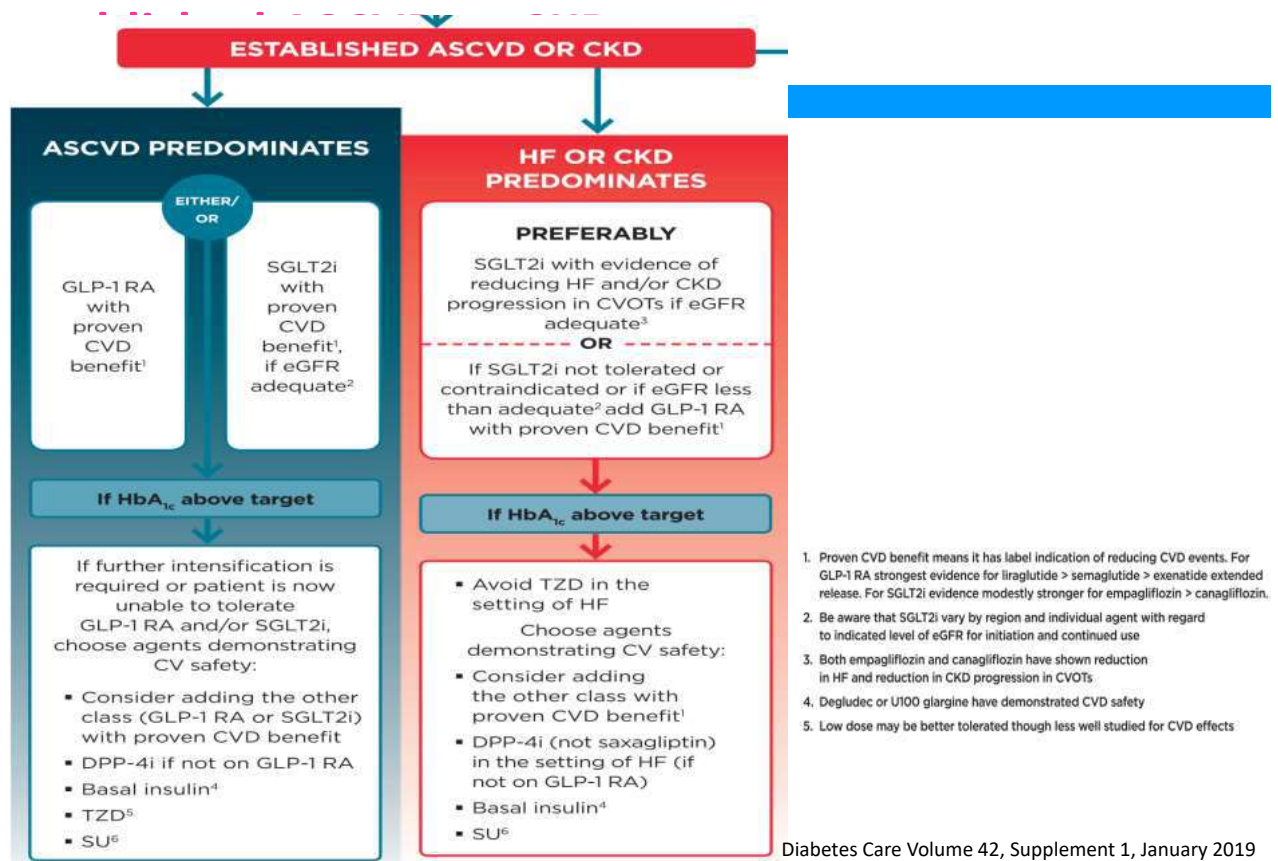 ESTABLISHED ASCVD OR CKD
ASCVD PREDOMINATES
EITHER/
OR
GLP-1 RA
with
proven
CVD
benefit¹
SGLT2i
with
proven
CVD
benefit¹,
if eGFR
adequate²
If HbA₁c above target
If further intensification is
required or patient is now
unable to tolerate
GLP-1 RA and/or SGLT2i,
choose agents demonstrating
CV safety:
▪ Consider adding the other
class (GLP-1 RA or SGLT2i)
with proven CVD benefit
▪ DPP-4i if not on GLP-1 RA
▪ Basal insulin⁴
▪ TZD⁵
▪ SU⁶
HF OR CKD
PREDOMINATES
PREFERABLY
SGLT2i with evidence of
reducing HF and/or CKD
progression in CVOTs if eGFR
adequate³
OR
If SGLT2i not tolerated or
contraindicated or if eGFR less
than adequate² add GLP-1 RA
with proven CVD benefit¹
If HbA₁c above target
▪ Avoid TZD in the
setting of HF
Choose agents
demonstrating CV safety:
▪ Consider adding
the other class with
proven CVD benefit¹
▪ DPP-4i (not saxagliptin)
in the setting of HF (if
not on GLP-1 RA)
▪ Basal insulin⁴
▪ SU⁶
1. Proven CVD benefit means it has label indication of reducing CVD events. For
GLP-1 RA strongest evidence for liraglutide > semaglutide > exenatide extended
release. For SGLT2i evidence modestly stronger for empagliflozin > canagliflozin.
2. Be aware that SGLT2i vary by region and individual agent with regard
to indicated level of eGFR for initiation and continued use
3. Both empagliflozin and canagliflozin have shown reduction
in HF and reduction in CKD progression in CVOTs
4. Degludec or U100 glargine have demonstrated CVD safety
5. Low dose may be better tolerated though less well studied for CVD effects
Diabetes Care Volume 42, Supplement 1, January 2019